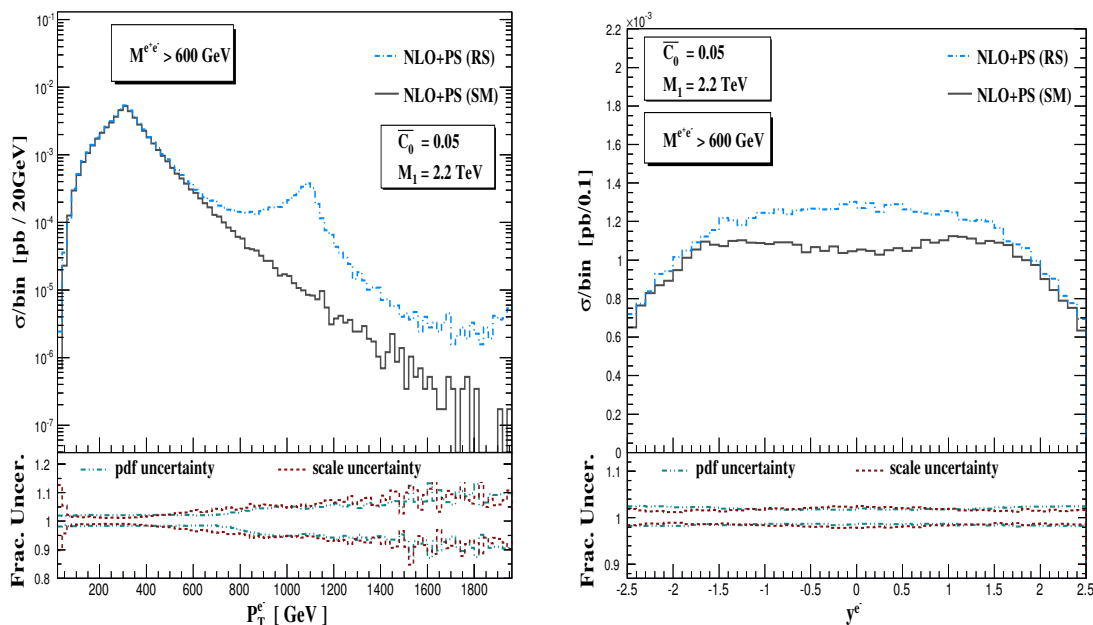 M^{e⁺e⁻} > 600 GeV
NLO+PS (RS)
NLO+PS (SM)
\overline{C_0} = 0.05
M_1 = 2.2 TeV
σ/bin [pb / 20GeV]
10^{-1}
10^{-2}
10^{-3}
10^{-4}
10^{-5}
10^{-6}
10^{-7}
pdf uncertainty
scale uncertainty
Frac. Uncer.
1.2
1.1
1
0.9
0.8
200 400 600 800 1000 1200 1400 1600 1800
P_T^{e⁻} [ GeV ]
×10^{-3}
\overline{C_0} = 0.05
M_1 = 2.2 TeV
M^{e⁺e⁻} > 600 GeV
NLO+PS (RS)
NLO+PS (SM)
σ/bin [pb/0.1]
2.2
2
1.8
1.6
1.4
1.2
1
0.8
0.6
0.4
0.2
0
pdf uncertainty
scale uncertainty
Frac. Uncer.
1.1
1
0.9
-2.5 -2 -1.5 -1 -0.5 0 0.5 1 1.5 2 2.5
y^{e⁻}